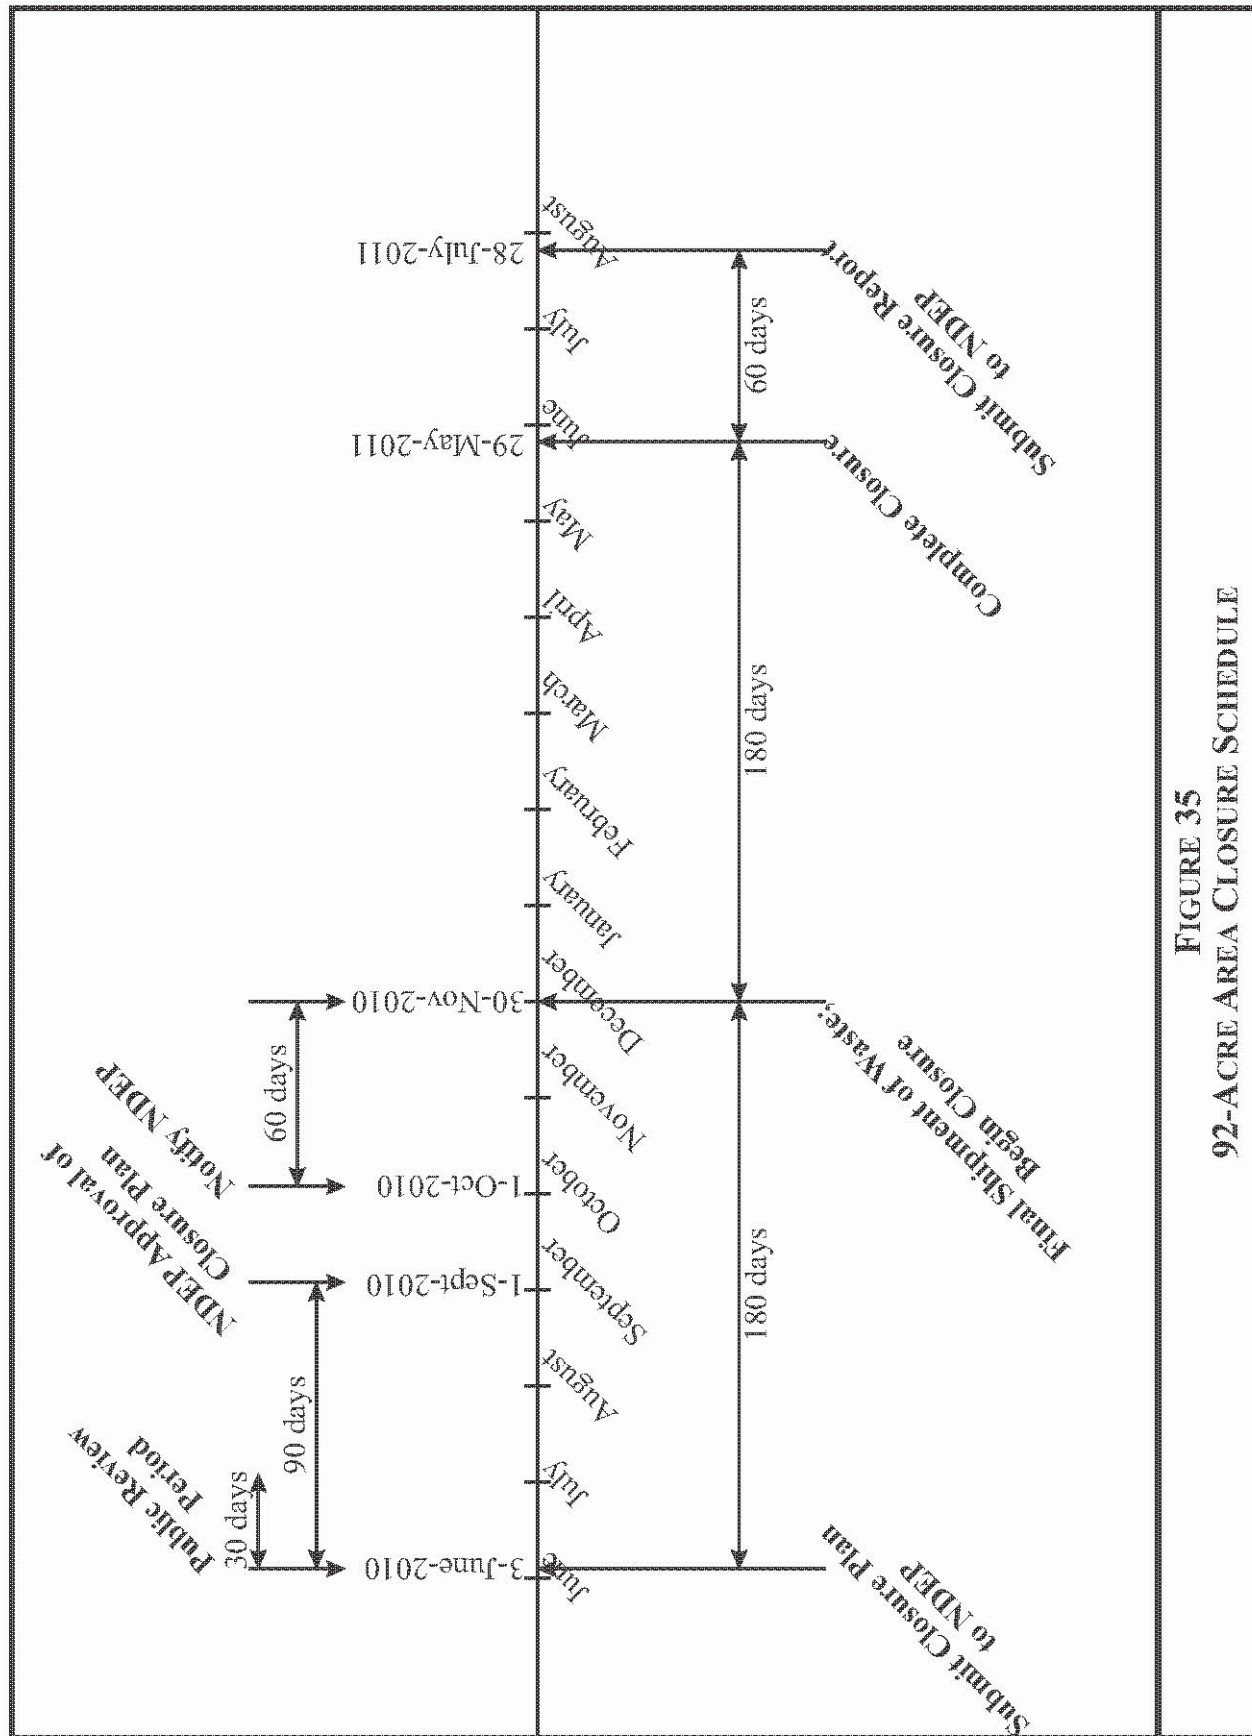 Public Review
Period
30 days
90 days
NDEP Approval of
Closure Plan
Notify NDEP
60 days
3-June-2010
1-Sept-2010
1-Oct-2010
30-Nov-2010
29-May-2011
28-July-2011
June
July
August
September
October
November
December
January
February
March
April
May
June
July
August
180 days
180 days
60 days
Submit Closure Plan
to NDEP
Final Shipment of Waste;
Begin Closure
Complete Closure
Submit Closure Report
to NDEP
FIGURE 35
92-ACRE AREA CLOSURE SCHEDULE